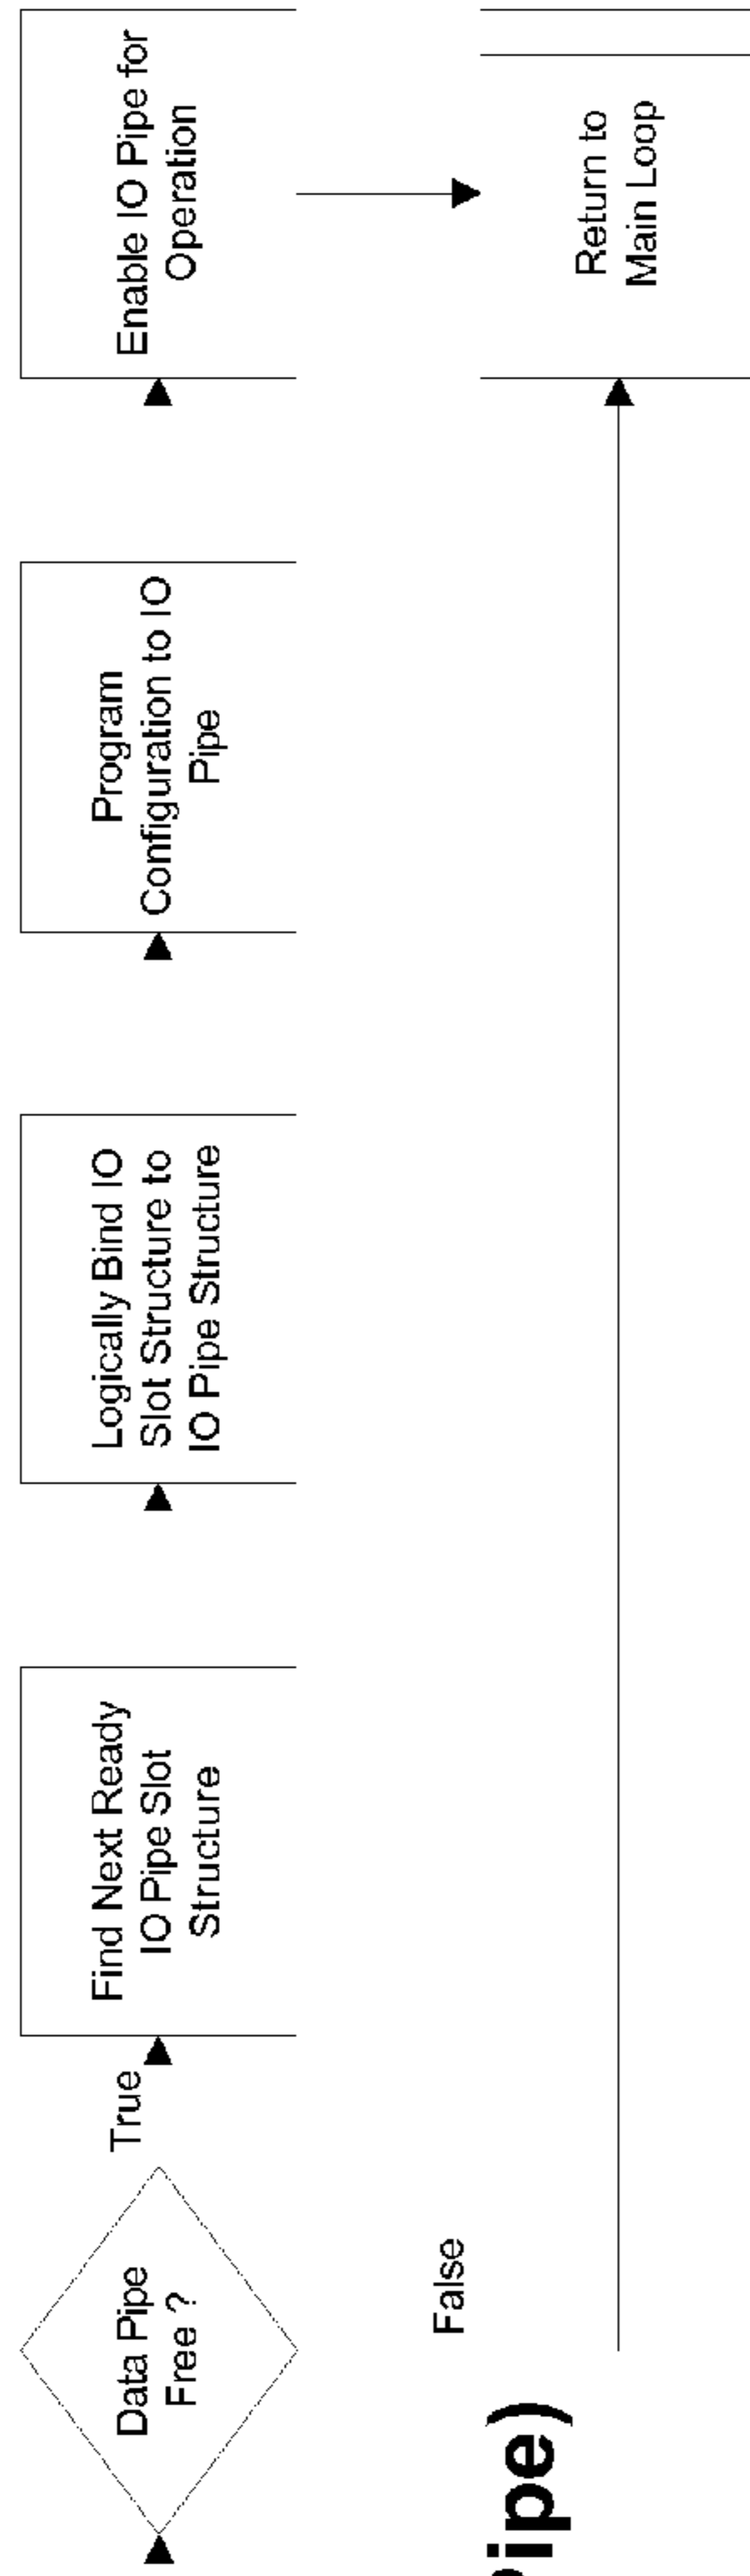 Data Pipe
Free ?
True
Find Next Ready
IO Pipe Slot
Structure
Logically Bind IO
Slot Structure to
IO Pipe Structure
Program
Configuration to IO
Pipe
Enable IO Pipe for
Operation
False
Return to
Main Loop
Pipe)